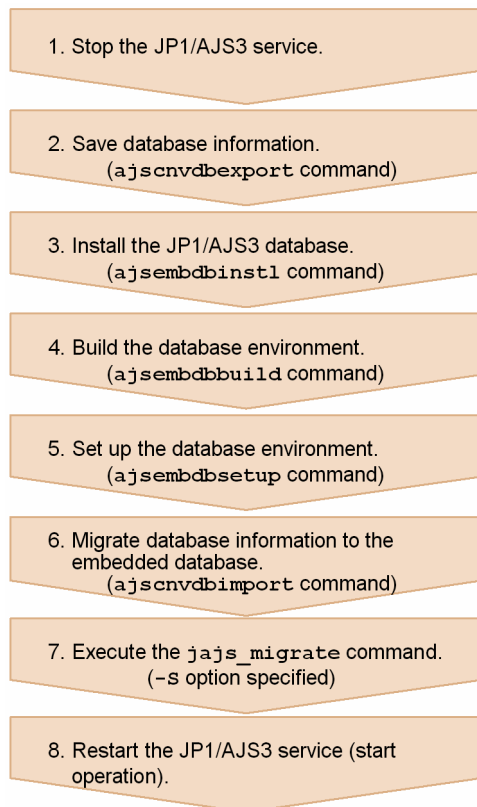 1. Stop the JP1/AJS3 service.
2. Save database information.
(ajscnvdbexport command)
3. Install the JP1/AJS3 database.
(ajsembdbinstl command)
4. Build the database environment.
(ajsembdbbuild command)
5. Set up the database environment.
(ajsembdbsetup command)
6. Migrate database information to the
embedded database.
(ajscnvdbimport command)
7. Execute the jajs_migrate command.
(-S option specified)
8. Restart the JP1/AJS3 service (start
operation).